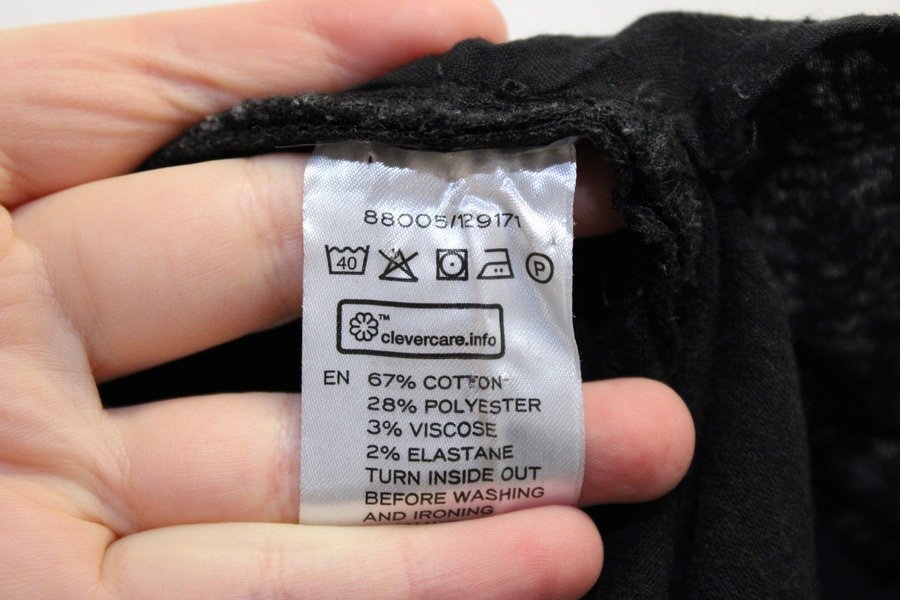 88005/129171
40 P
™
clevercare.info
EN 67% COTTON
28% POLYESTER
3% VISCOSE
2% ELASTANE
TURN INSIDE OUT
BEFORE WASHING
AND IRONING